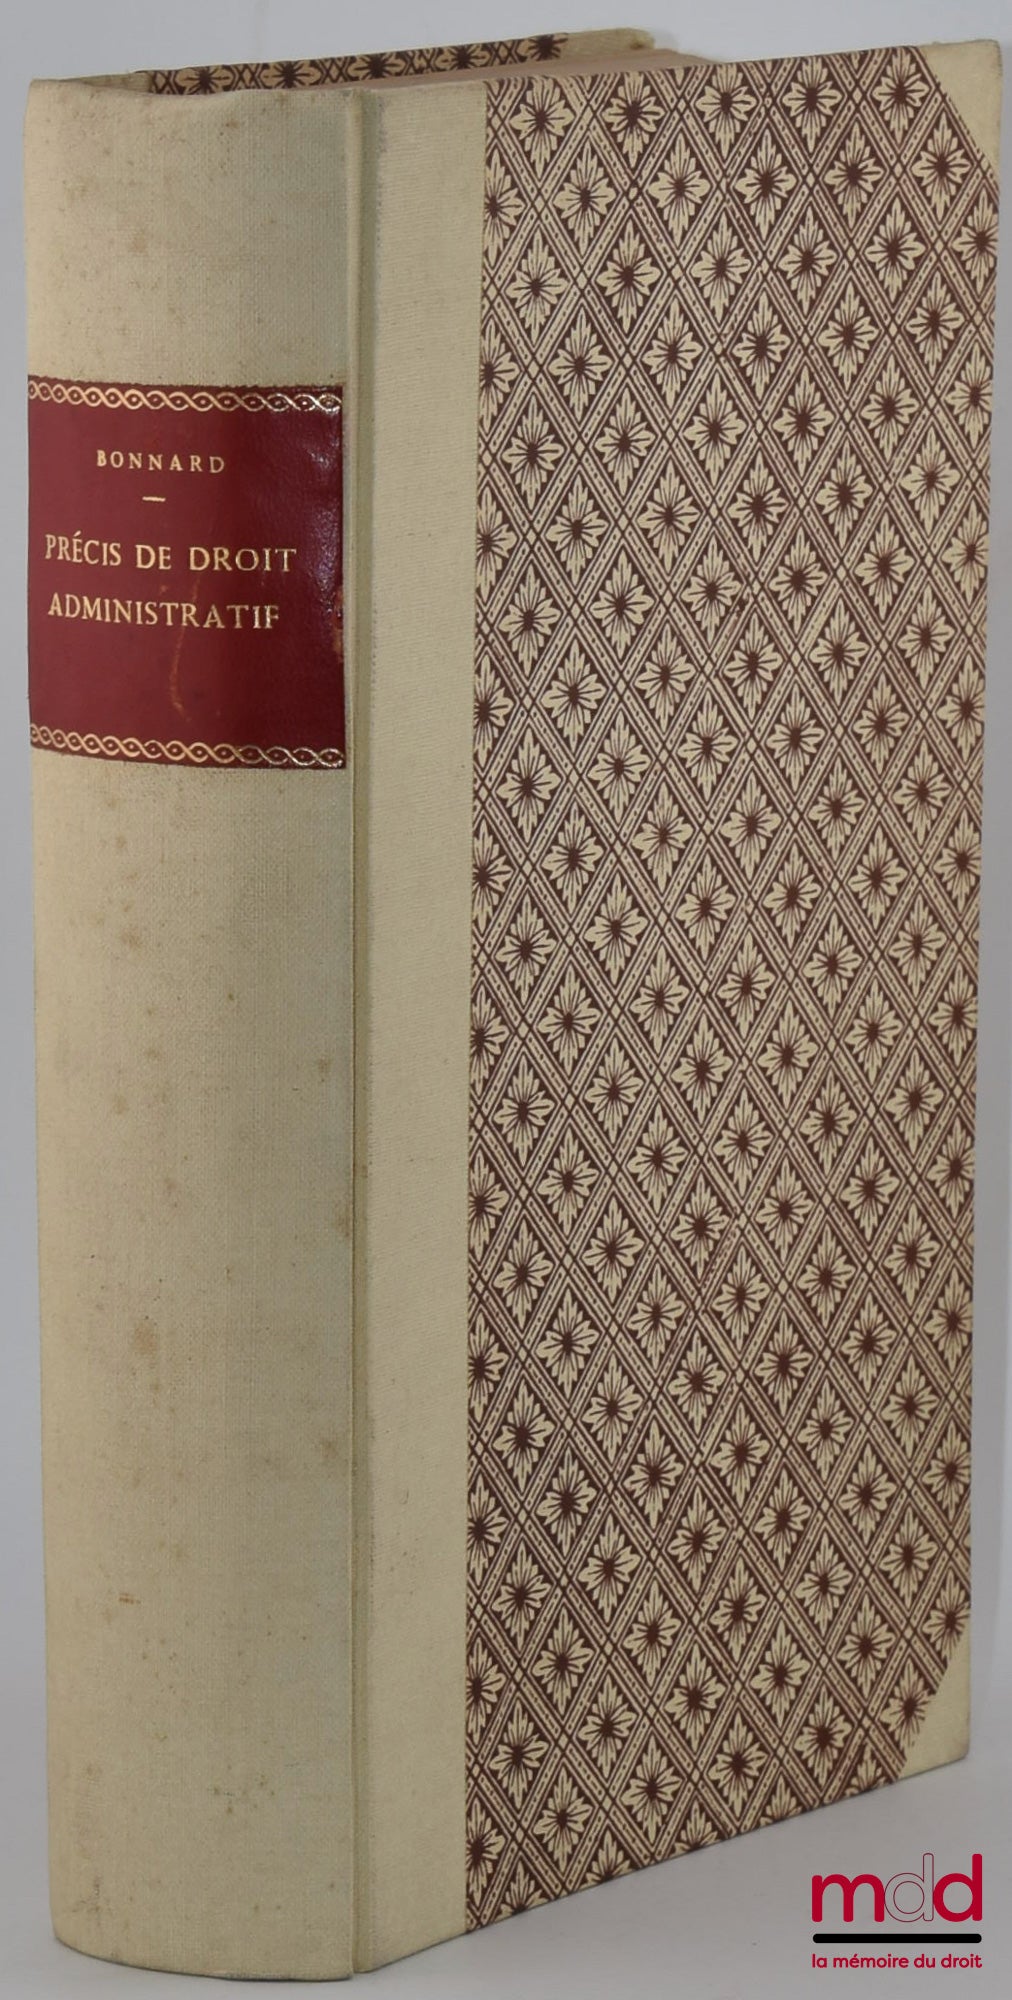 BONNARD
PRÉCIS DE DROIT
ADMINISTRATIF
mdd
la mémoire du droit